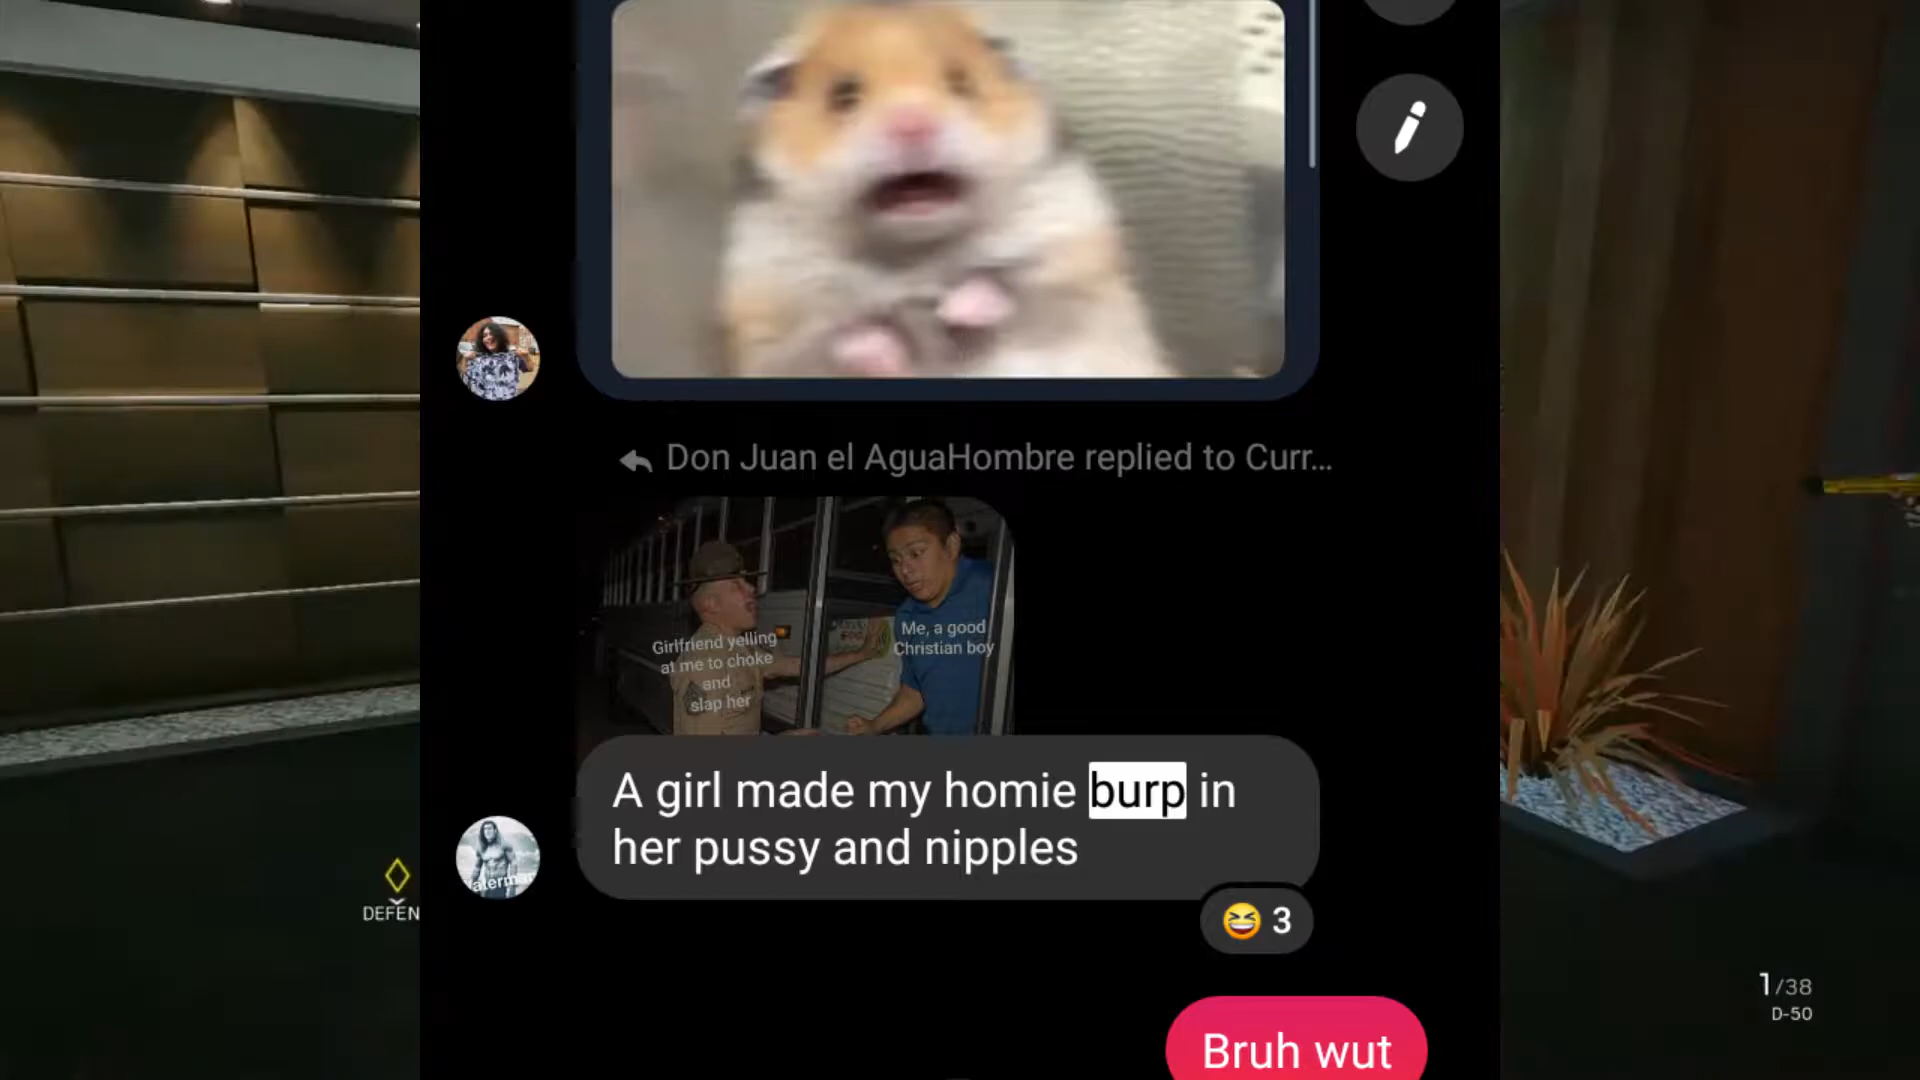 Don Juan el AguaHombre replied to Curr...
Girlfriend yelling
at me to choke
and
slap her
Me, a good
Christian boy
A girl made my homie burp in
her pussy and nipples
aterman
😆 3
Bruh wut
DEFEN
1/38
D-50